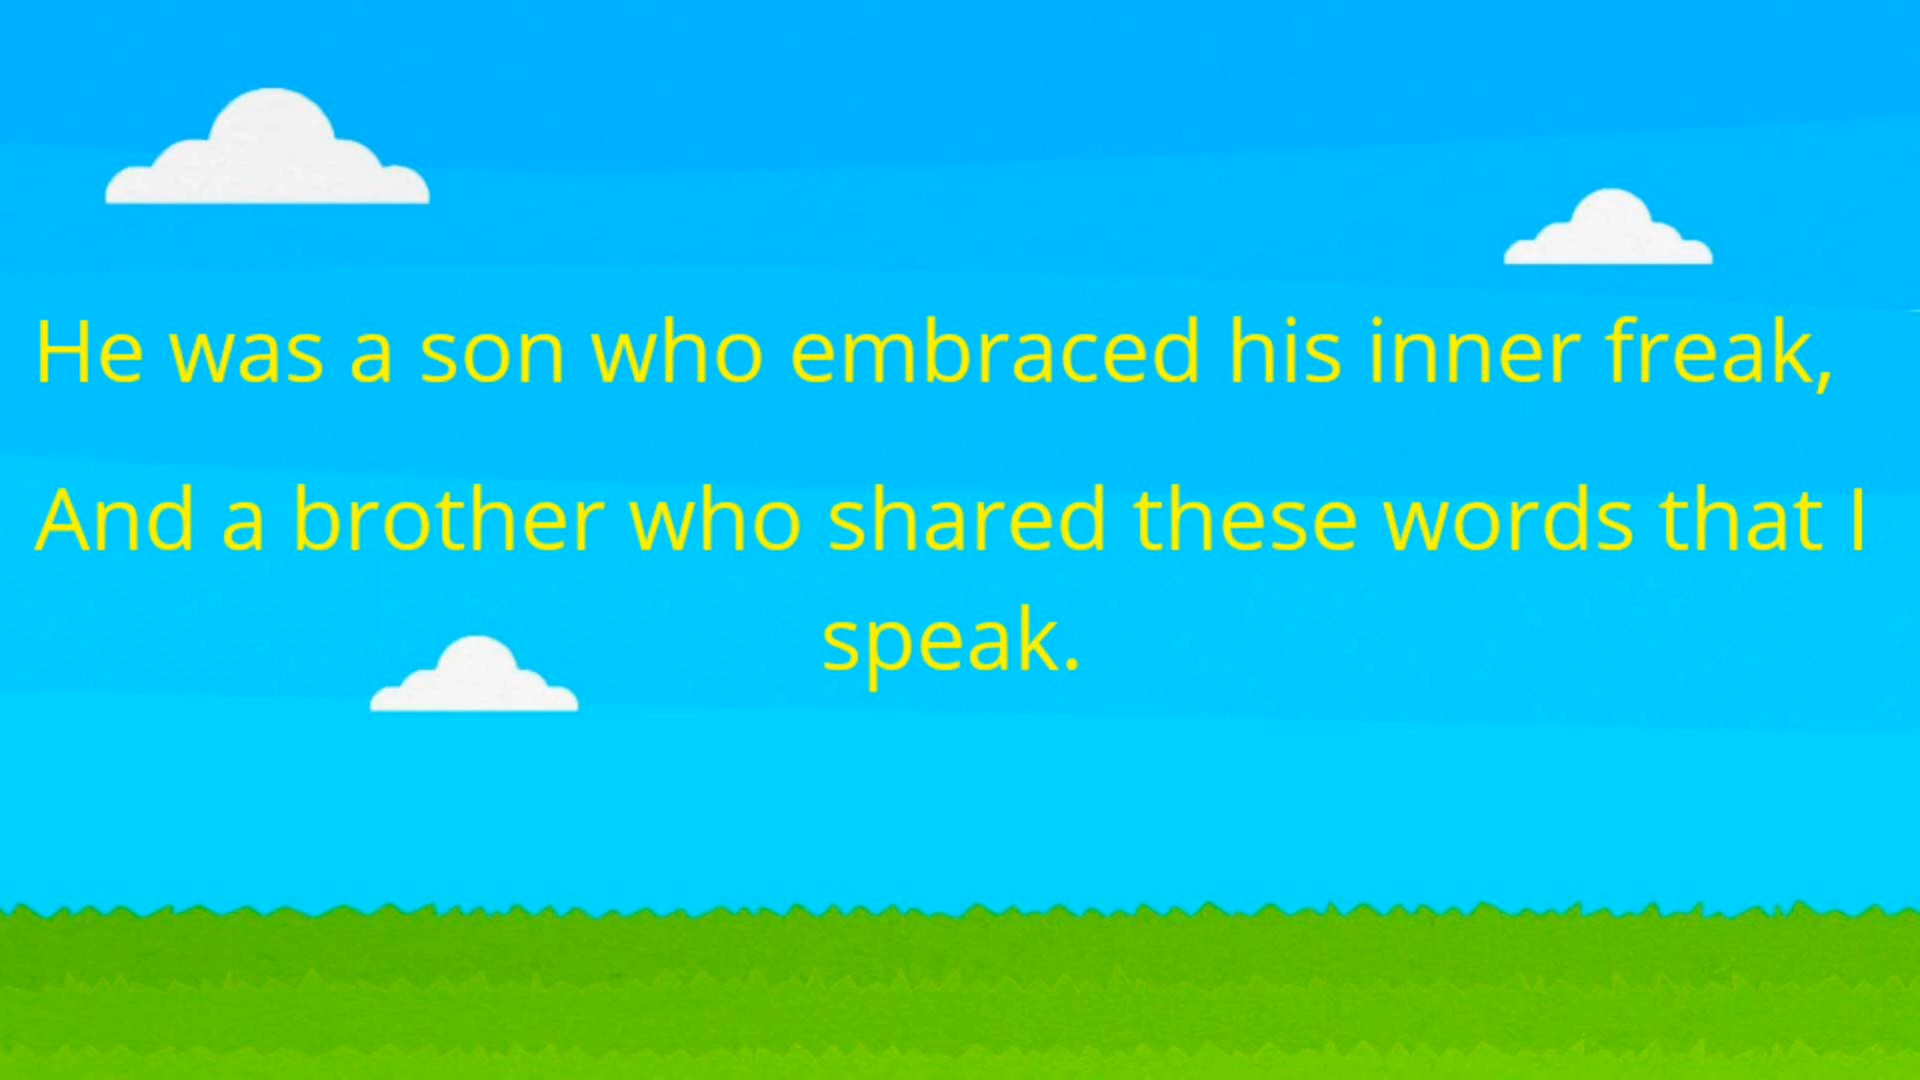 He was a son who embraced his inner freak,
And a brother who shared these words that I
speak.